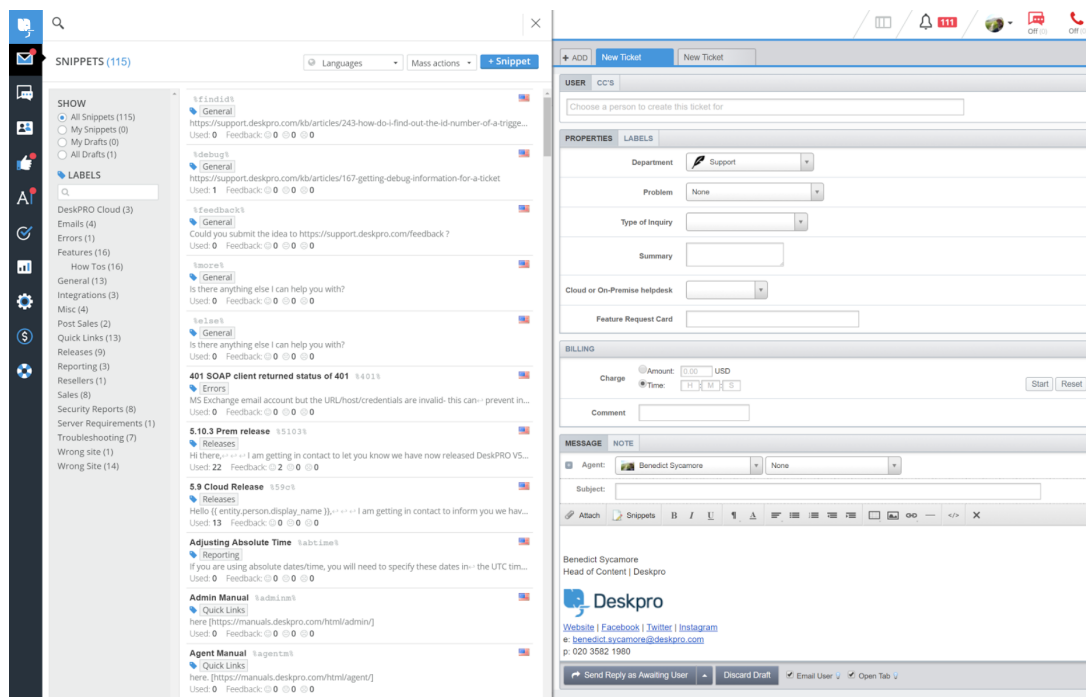 111
Off (0)
Off (0)
SNIPPETS (115)
Languages
Mass actions
+ Snippet
SHOW
All Snippets (115)
My Snippets (0)
My Drafts (0)
All Drafts (1)
LABELS
DeskPRO Cloud (3)
Emails (4)
Errors (1)
Features (16)
How Tos (16)
General (13)
Integrations (3)
Misc (4)
Post Sales (2)
Quick Links (13)
Releases (9)
Reporting (3)
Resellers (1)
Sales (8)
Security Reports (8)
Server Requirements (1)
Troubleshooting (7)
Wrong site (1)
Wrong Site (14)
%findid%
General
https://support.deskpro.com/kb/articles/243-how-do-i-find-out-the-id-number-of-a-trigge...
Used: 0 Feedback: 0 0 0
%debug%
General
https://support.deskpro.com/kb/articles/167-getting-debug-information-for-a-ticket
Used: 1 Feedback: 0 0 0
%feedback%
General
Could you submit the idea to https://support.deskpro.com/feedback ?
Used: 0 Feedback: 0 0 0
%more%
General
Is there anything else I can help you with?
Used: 0 Feedback: 0 0 0
%else%
General
Is there anything else I can help you with?
Used: 0 Feedback: 0 0 0
401 SOAP client returned status of 401 %401%
Errors
MS Exchange email account but the URL/host/credentials are invalid- this can prevent in...
Used: 0 Feedback: 0 0 0
5.10.3 Prem release %5103%
Releases
Hi there, I am getting in contact to let you know we have now released DeskPRO V5...
Used: 22 Feedback: 2 0 0
5.9 Cloud Release %59c%
Releases
Hello {{ entity.person.display_name }}, I am getting in contact to inform you we hav...
Used: 13 Feedback: 0 0 0
Adjusting Absolute Time %abtime%
Reporting
If you are using absolute dates/time, you will need to specify these dates in the UTC tim...
Used: 0 Feedback: 0 0 0
Admin Manual %adminm%
Quick Links
here [https://manuals.deskpro.com/html/admin/]
Used: 0 Feedback: 0 0 0
Agent Manual %agentm%
Quick Links
here. [https://manuals.deskpro.com/html/agent/]
Used: 0 Feedback: 0 0 0
+ ADD New Ticket New Ticket
USER CC'S
Choose a person to create this ticket for
PROPERTIES LABELS
Department Support
Problem None
Type of Inquiry
Summary
Cloud or On-Premise helpdesk
Feature Request Card
BILLING
Charge
Amount: 0.00 USD
Time: H : M : S
Start Reset
Comment
MESSAGE NOTE
Agent: Benedict Sycamore None
Subject:
Attach Snippets B I U ¶ A </> X
Benedict Sycamore
Head of Content | Deskpro
Deskpro
Website | Facebook | Twitter | Instagram
e: benedict.sycamore@deskpro.com
p: 020 3582 1980
Send Reply as Awaiting User Discard Draft Email User Open Tab